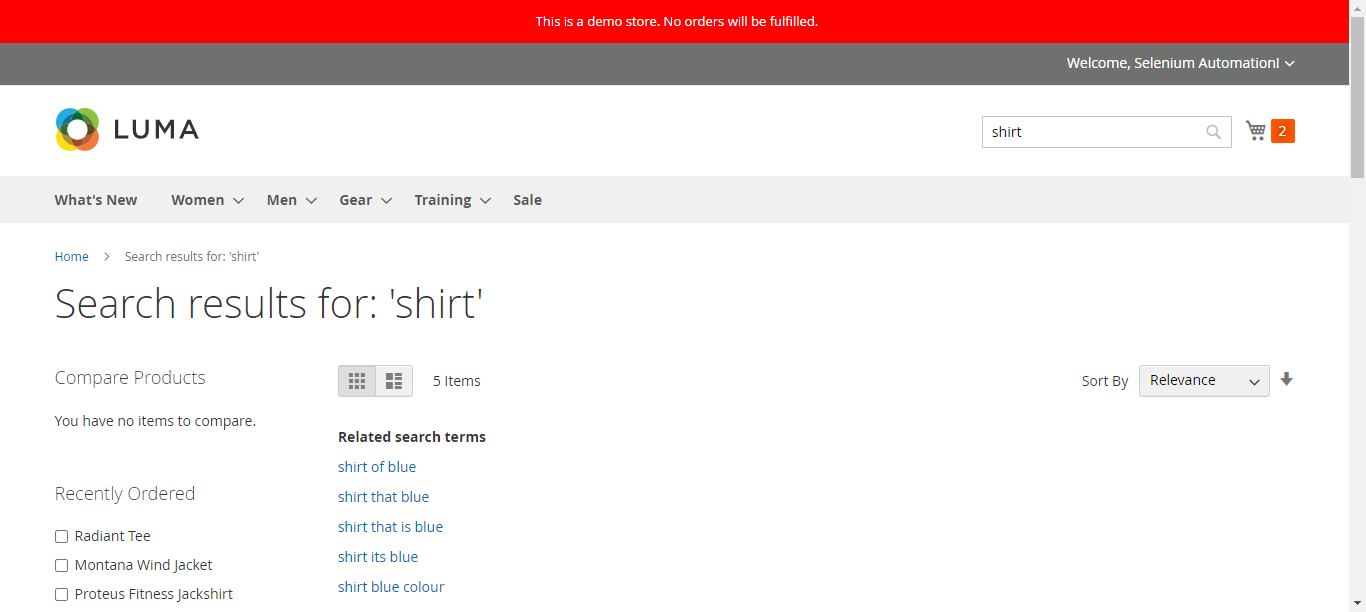 This is a demo store. No orders will be fulfilled.
Welcome, Selenium Automation!
LUMA
shirt
2
What's New Women Men Gear Training Sale
Home Search results for: 'shirt'
Search results for: 'shirt'
Compare Products
You have no items to compare.
Recently Ordered
Radiant Tee
Montana Wind Jacket
Proteus Fitness Jackshirt
5 Items
Sort By Relevance
Related search terms
shirt of blue
shirt that blue
shirt that is blue
shirt its blue
shirt blue colour